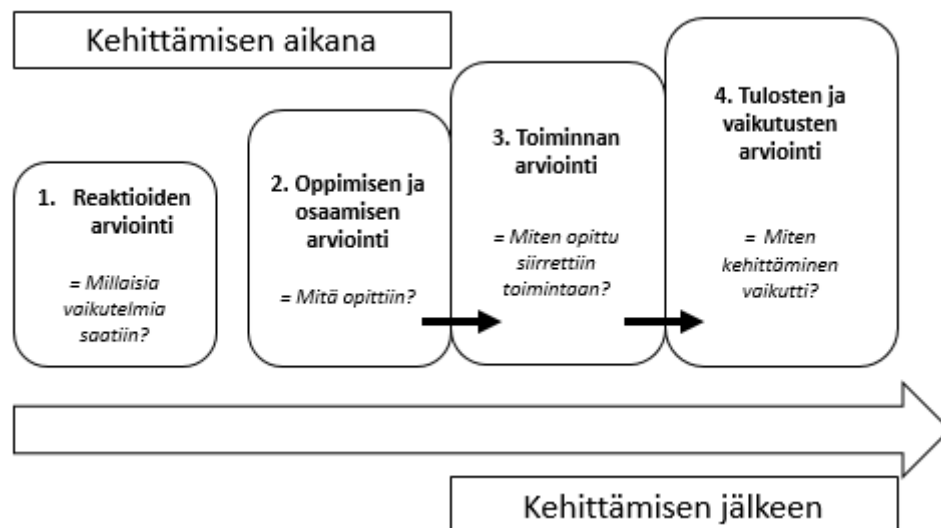 Kehittämisen aikana
1. Reaktioiden
arviointi
= Millaisia
vaikutelmia
saatiin?
2. Oppimisen ja
osaamisen
arviointi
= Mitä opittiin?
3. Toiminnan
arviointi
= Miten opittu
siirrettiin
toimintaan?
4. Tulosten ja
vaikutusten
arviointi
= Miten
kehittäminen
vaikutti?
Kehittämisen jälkeen